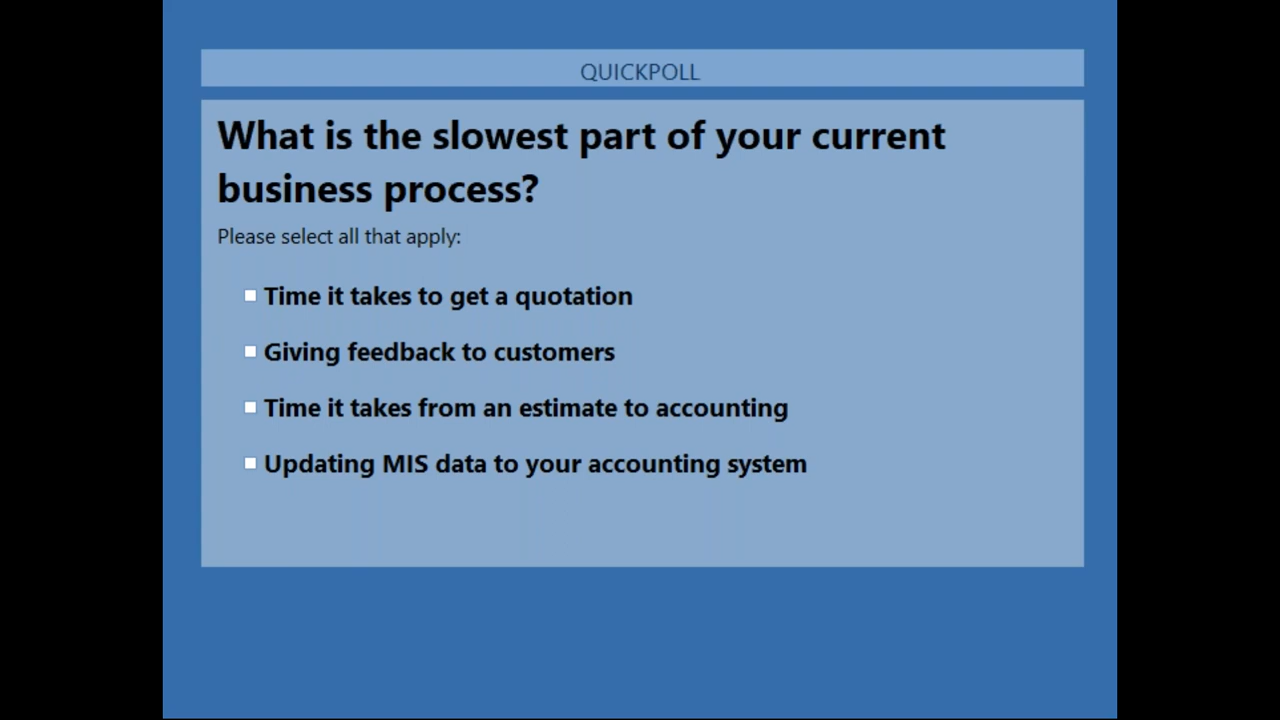 QUICKPOLL
What is the slowest part of your current
business process?
Please select all that apply:
Time it takes to get a quotation
Giving feedback to customers
Time it takes from an estimate to accounting
Updating MIS data to your accounting system